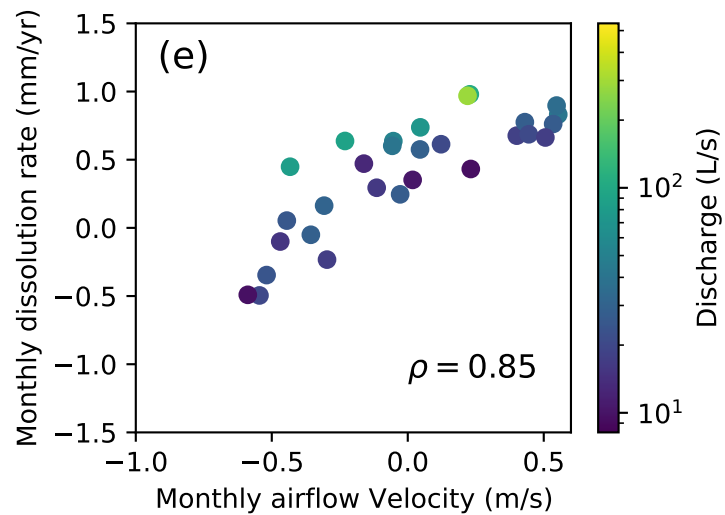 (e)
ρ = 0.85
Monthly dissolution rate (mm/yr)
1.5
1.0
0.5
0.0
−0.5
−1.0
−1.5
−1.0
−0.5
0.0
0.5
Monthly airflow Velocity (m/s)
10²
10¹
Discharge (L/s)